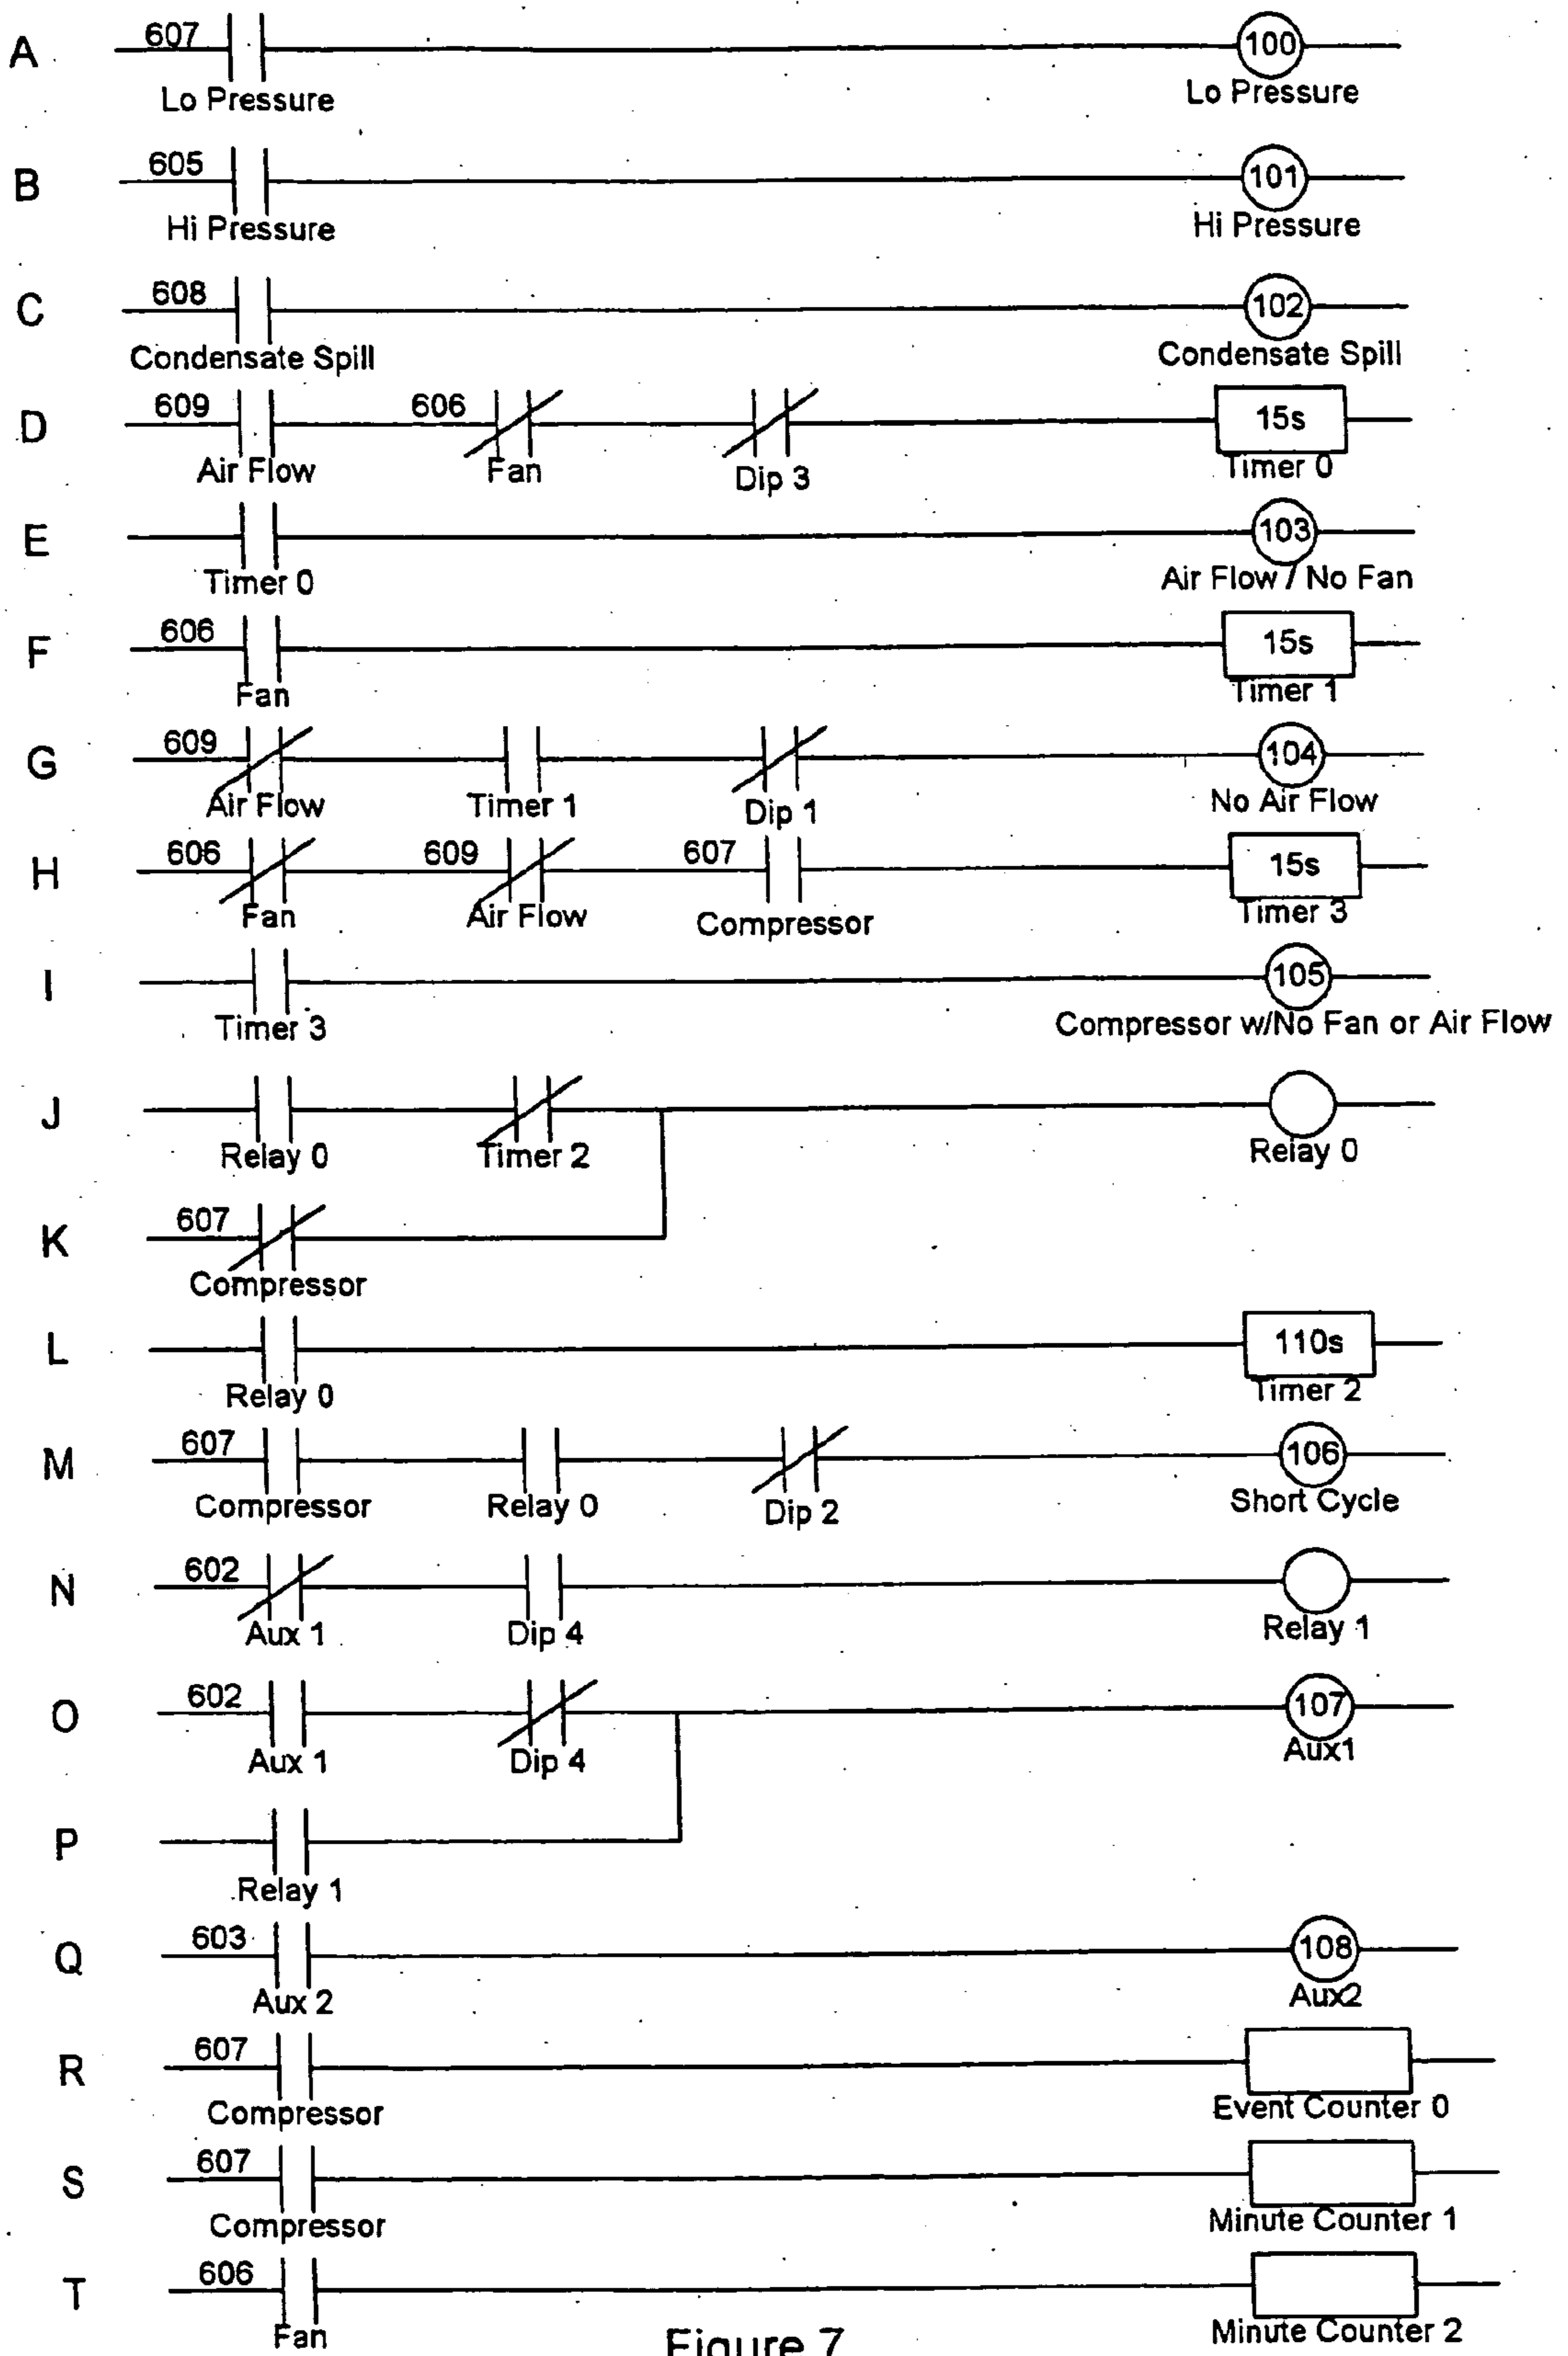 A 607 100
Lo Pressure Lo Pressure
B 605 101
Hi Pressure Hi Pressure
C 608 102
Condensate Spill Condensate Spill
D 609 606 15s
Air Flow Fan Dip 3 Timer 0
E 103
Timer 0 Air Flow / No Fan
F 606 15s
Fan Timer 1
G 609 104
Air Flow Timer 1 Dip 1 No Air Flow
H 606 609 607 15s
Fan Air Flow Compressor Timer 3
I 105
Timer 3 Compressor w/No Fan or Air Flow
J
Relay 0 Timer 2 Relay 0
K 607
Compressor
L 110s
Relay 0 Timer 2
M 607 106
Compressor Relay 0 Dip 2 Short Cycle
N 602
Aux 1 Dip 4 Relay 1
O 602 107
Aux 1 Dip 4 Aux1
P
Relay 1
Q 603 108
Aux 2 Aux2
R 607
Compressor Event Counter 0
S 607
Compressor Minute Counter 1
T 606
Fan Minute Counter 2
Figure 7